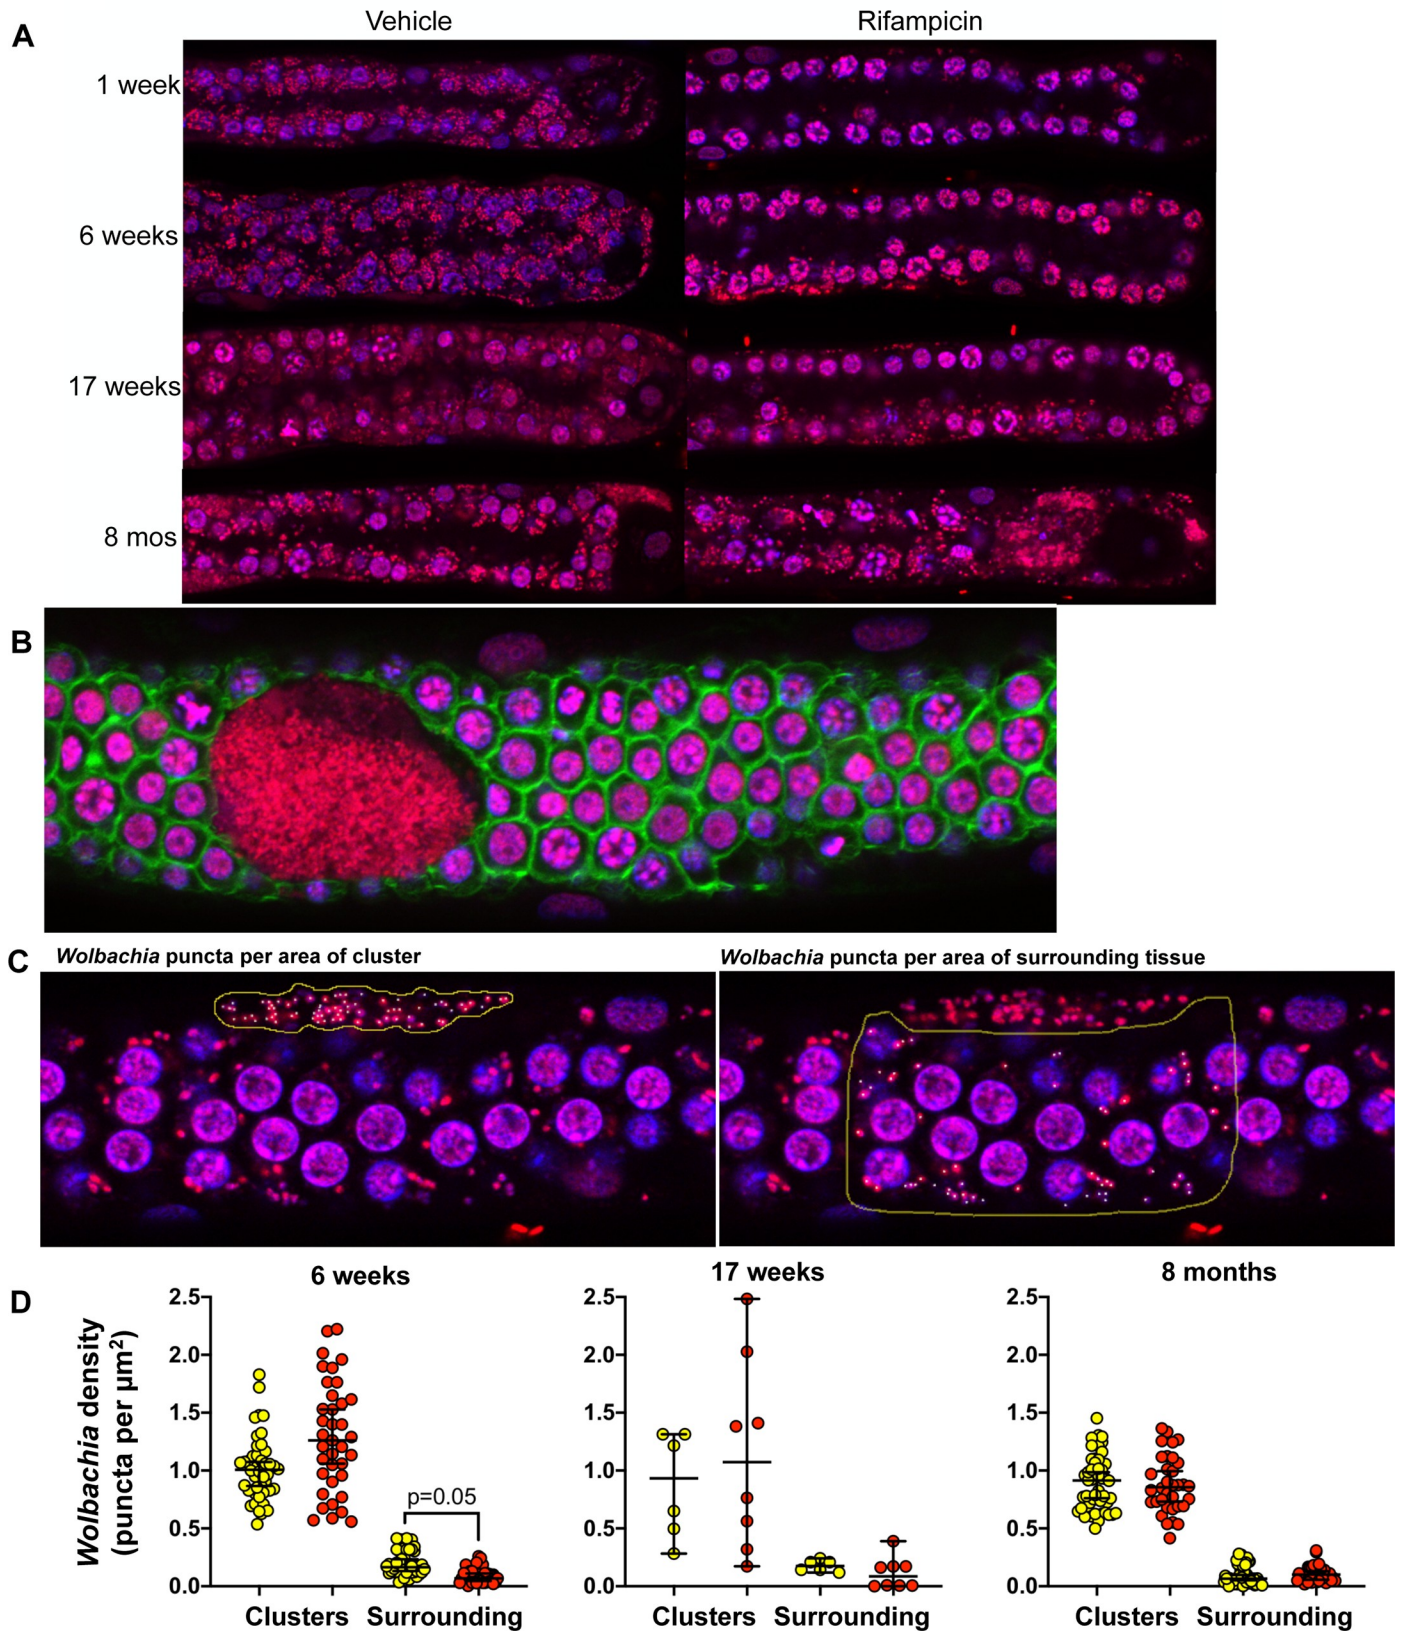 A
Vehicle
Rifampicin
1 week
6 weeks
17 weeks
8 mos
B
C
Wolbachia puncta per area of cluster
Wolbachia puncta per area of surrounding tissue
D
6 weeks
17 weeks
8 months
Wolbachia density
(puncta per μm²)
2.5
2.0
1.5
1.0
0.5
0.0
p=0.05
Clusters
Surrounding
2.5
2.0
1.5
1.0
0.5
0.0
Clusters
Surrounding
2.5
2.0
1.5
1.0
0.5
0.0
Clusters
Surrounding